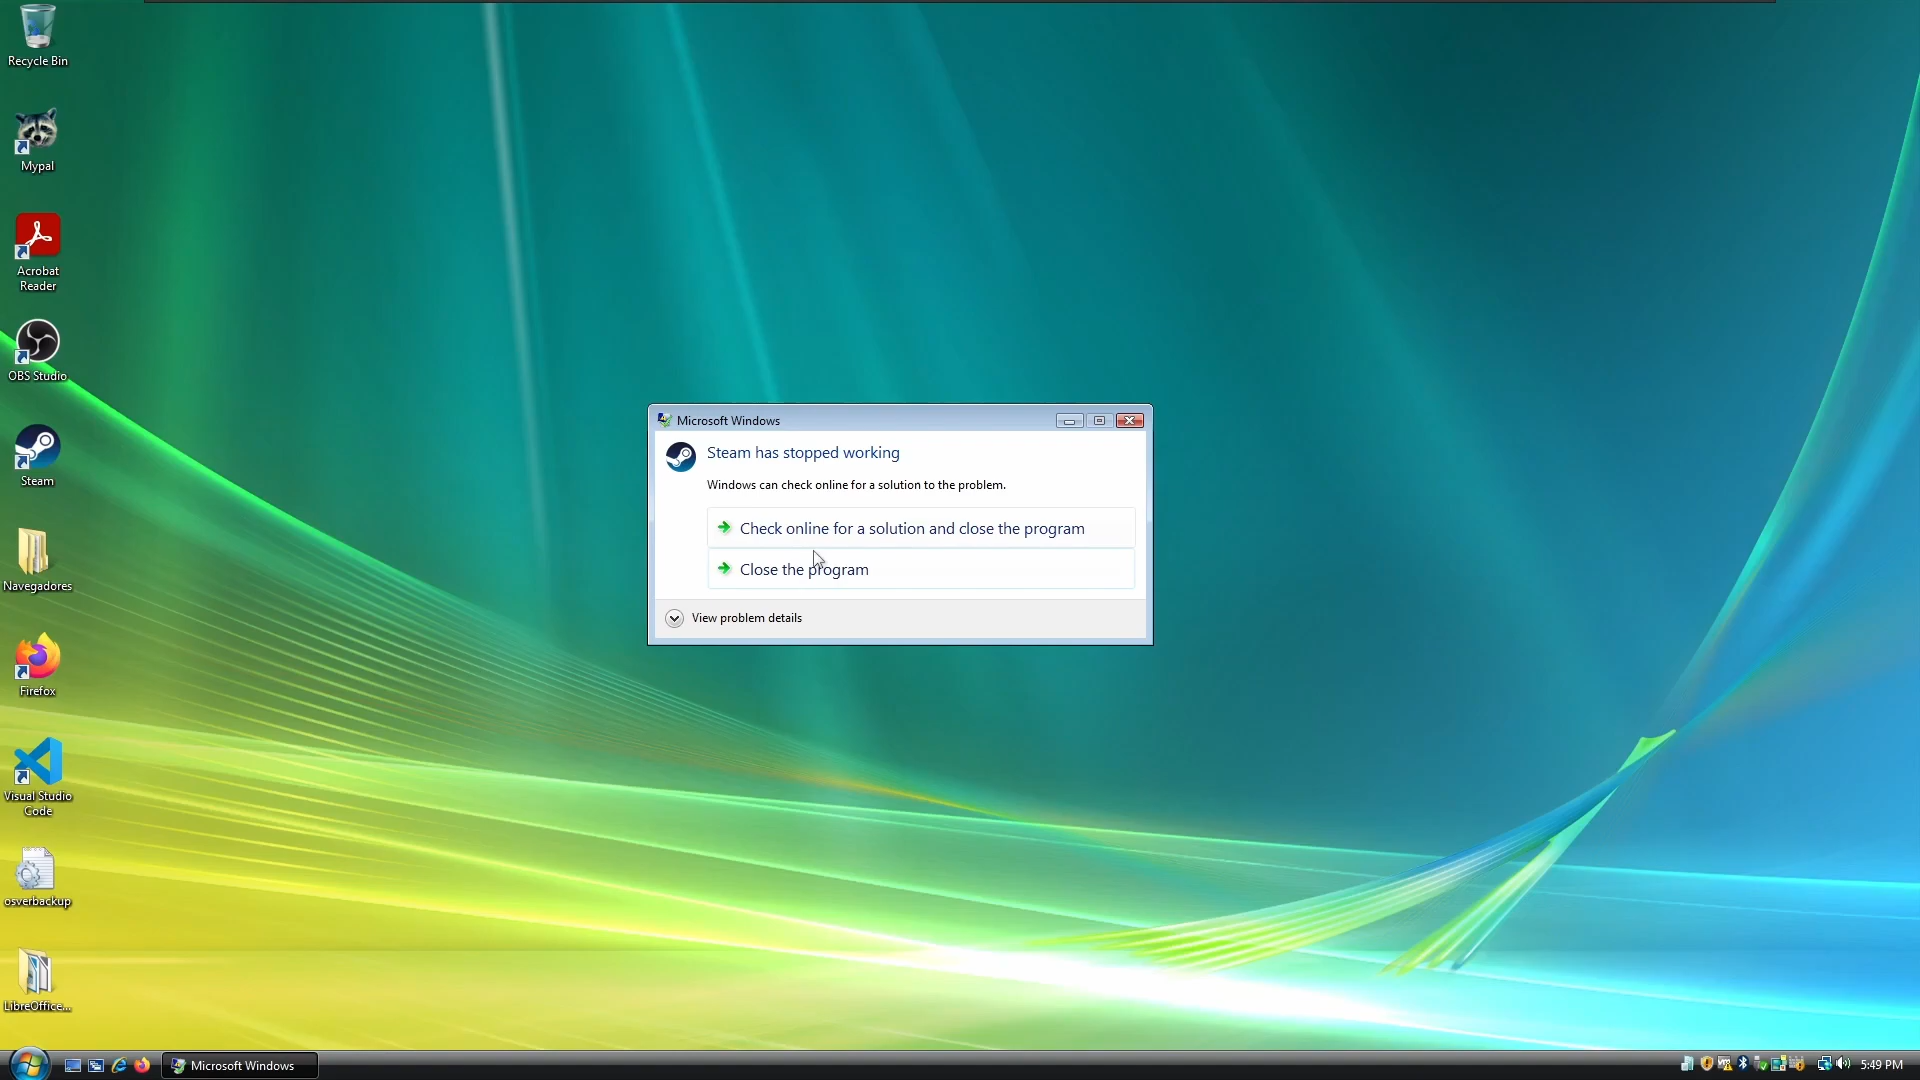 Recycle Bin
Mypal
Acrobat
Reader
OBS Studio
Steam
Navegadores
Firefox
Visual Studio
Code
osverbackup
LibreOffice...
Microsoft Windows
Steam has stopped working
Windows can check online for a solution to the problem.
Check online for a solution and close the program
Close the program
View problem details
Microsoft Windows
5:49 PM